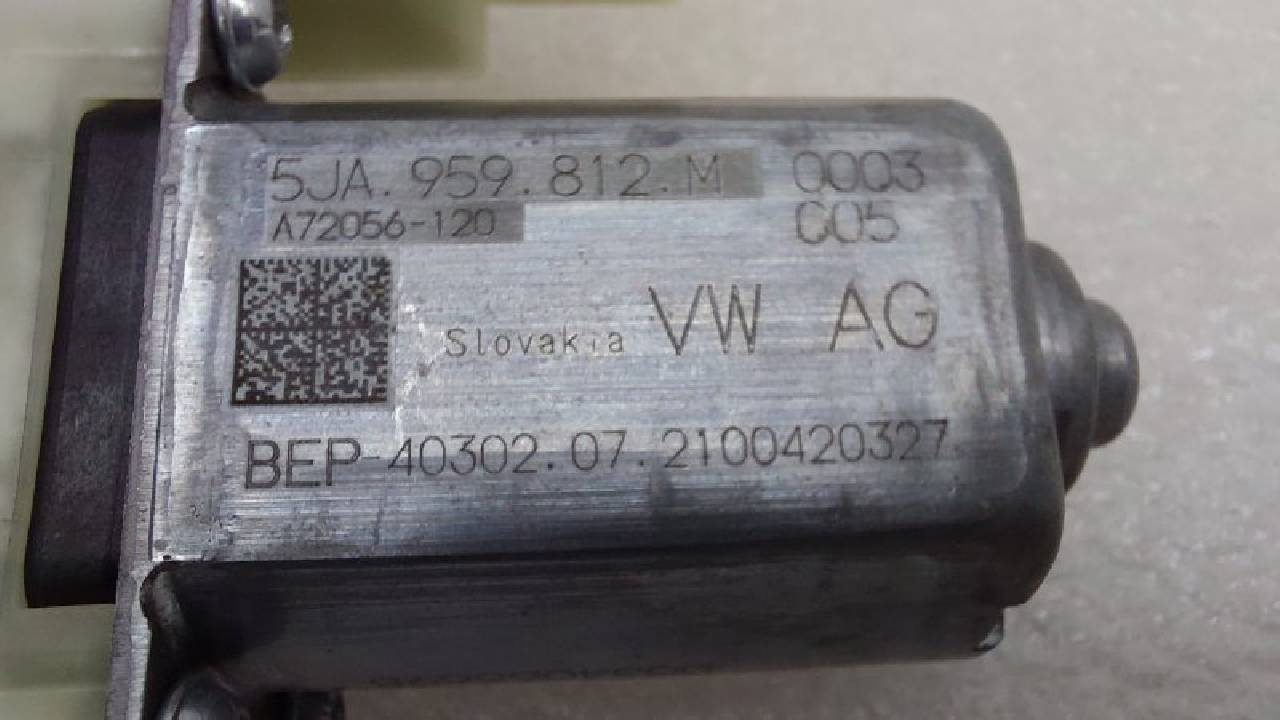 5JA.959.812.M 0003
A72056-120 C05
Slovakia VW AG
BEP-40302.07.2100420327